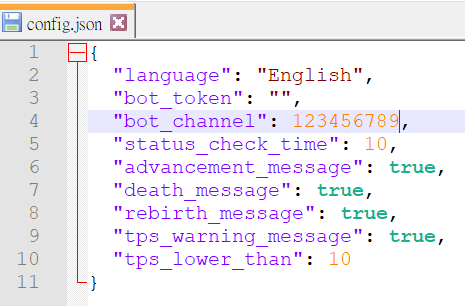 config.json
1 {
2 "language": "English",
3 "bot_token": "",
4 "bot_channel": 123456789,
5 "status_check_time": 10,
6 "advancement_message": true,
7 "death_message": true,
8 "rebirth_message": true,
9 "tps_warning_message": true,
10 "tps_lower_than": 10
11 }